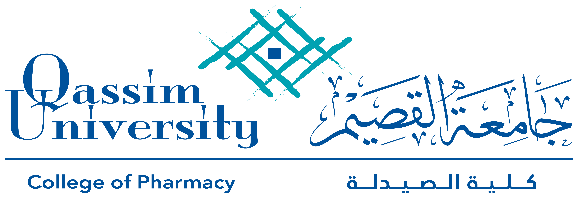 Qassim
University
جامعة القصيم
College of Pharmacy
كلية الصيدلة